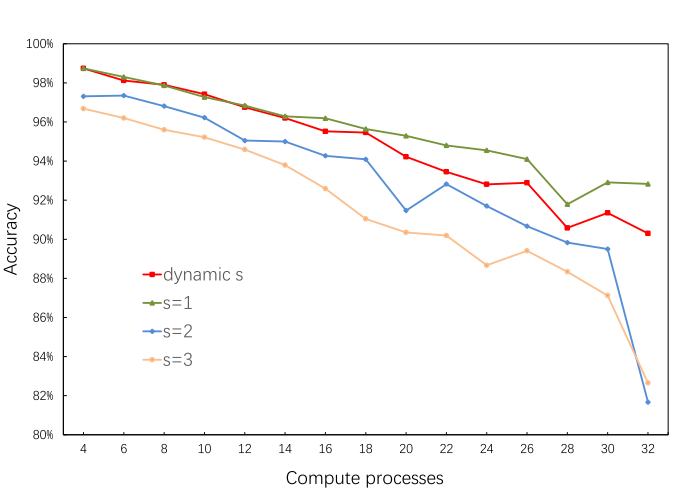 100%
98%
96%
94%
92%
90%
88%
86%
84%
82%
80%
Accuracy
dynamic s
s=1
s=2
s=3
4 6 8 10 12 14 16 18 20 22 24 26 28 30 32
Compute processes